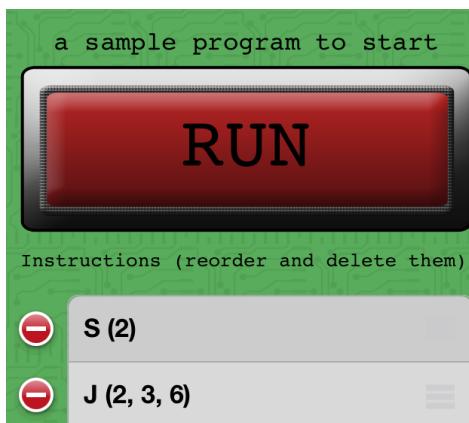 a sample program to start
RUN
Instructions (reorder and delete them)
S (2)
J (2, 3, 6)